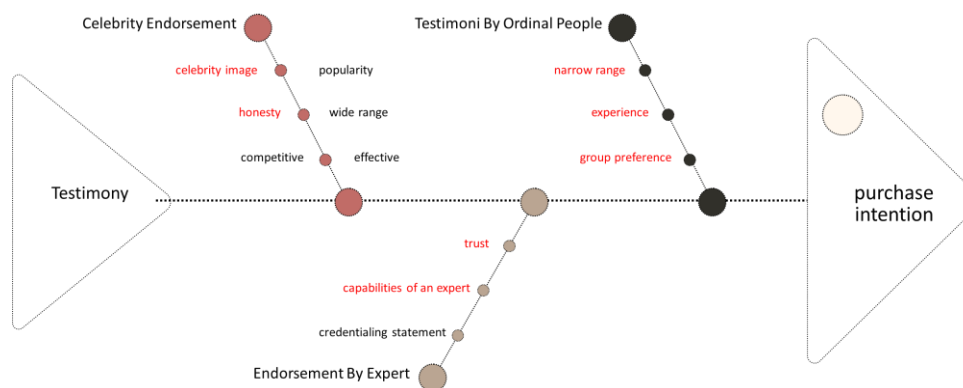 Celebrity Endorsement
celebrity image
popularity
honesty
wide range
competitive
effective
Testimoni By Ordinal People
narrow range
experience
group preference
Testimony
purchase
intention
trust
capabilities of an expert
credentialing statement
Endorsement By Expert